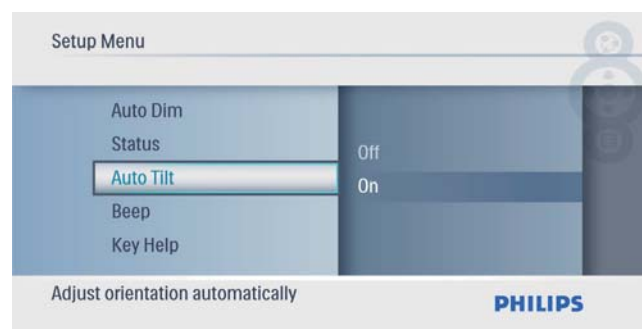 Setup Menu
Auto Dim
Status
Auto Tilt
Beep
Key Help
Off
On
Adjust orientation automatically
PHILIPS